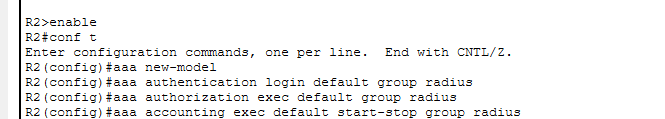 R2>enable
R2#conf t
Enter configuration commands, one per line.  End with CNTL/Z.
R2(config)#aaa new-model
R2(config)#aaa authentication login default group radius
R2(config)#aaa authorization exec default group radius
R2(config)#aaa accounting exec default start-stop group radius